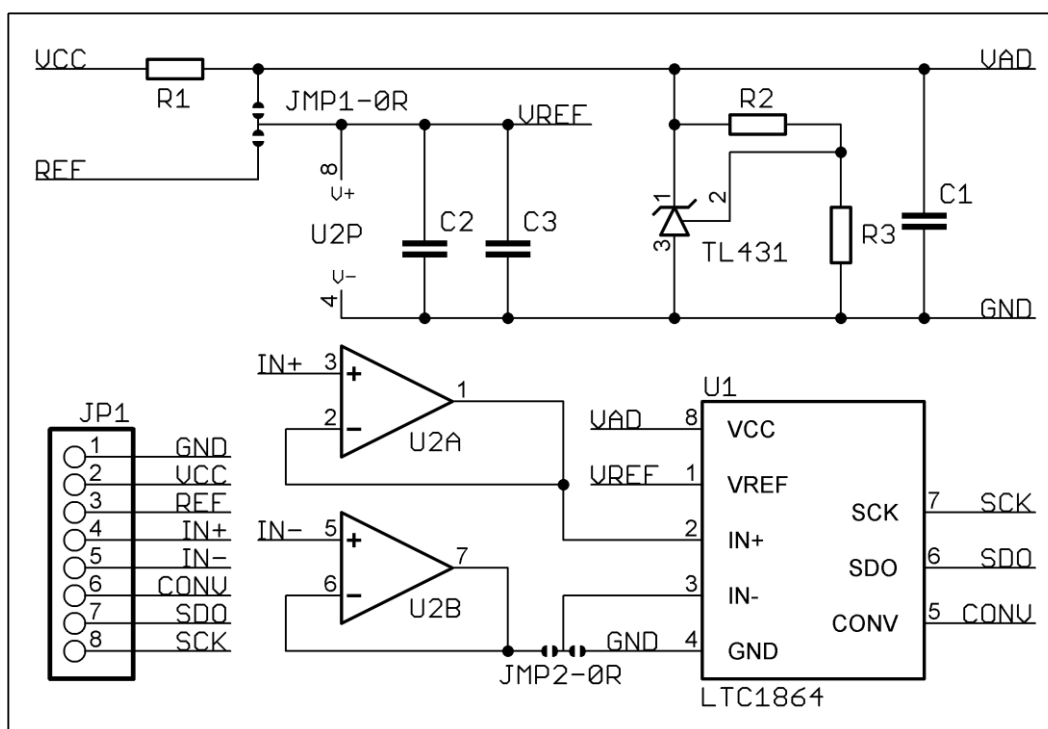 VCC
R1
JMP1-0R
VAD
R2
VREF
REF
8
V+
U2P
V-
4
C2
C3
1
2
3
TL431
R3
C1
GND
IN+
3
2
1
U2A
IN-
5
6
7
U2B
JMP2-0R
GND
JP1
1 GND
2 VCC
3 REF
4 IN+
5 IN-
6 CONV
7 SDO
8 SCK
U1
VAD 8 VCC
VREF 1 VREF
2 IN+
3 IN-
4 GND
SCK 7 SCK
SDO 6 SDO
CONV 5 CONV
LTC1864